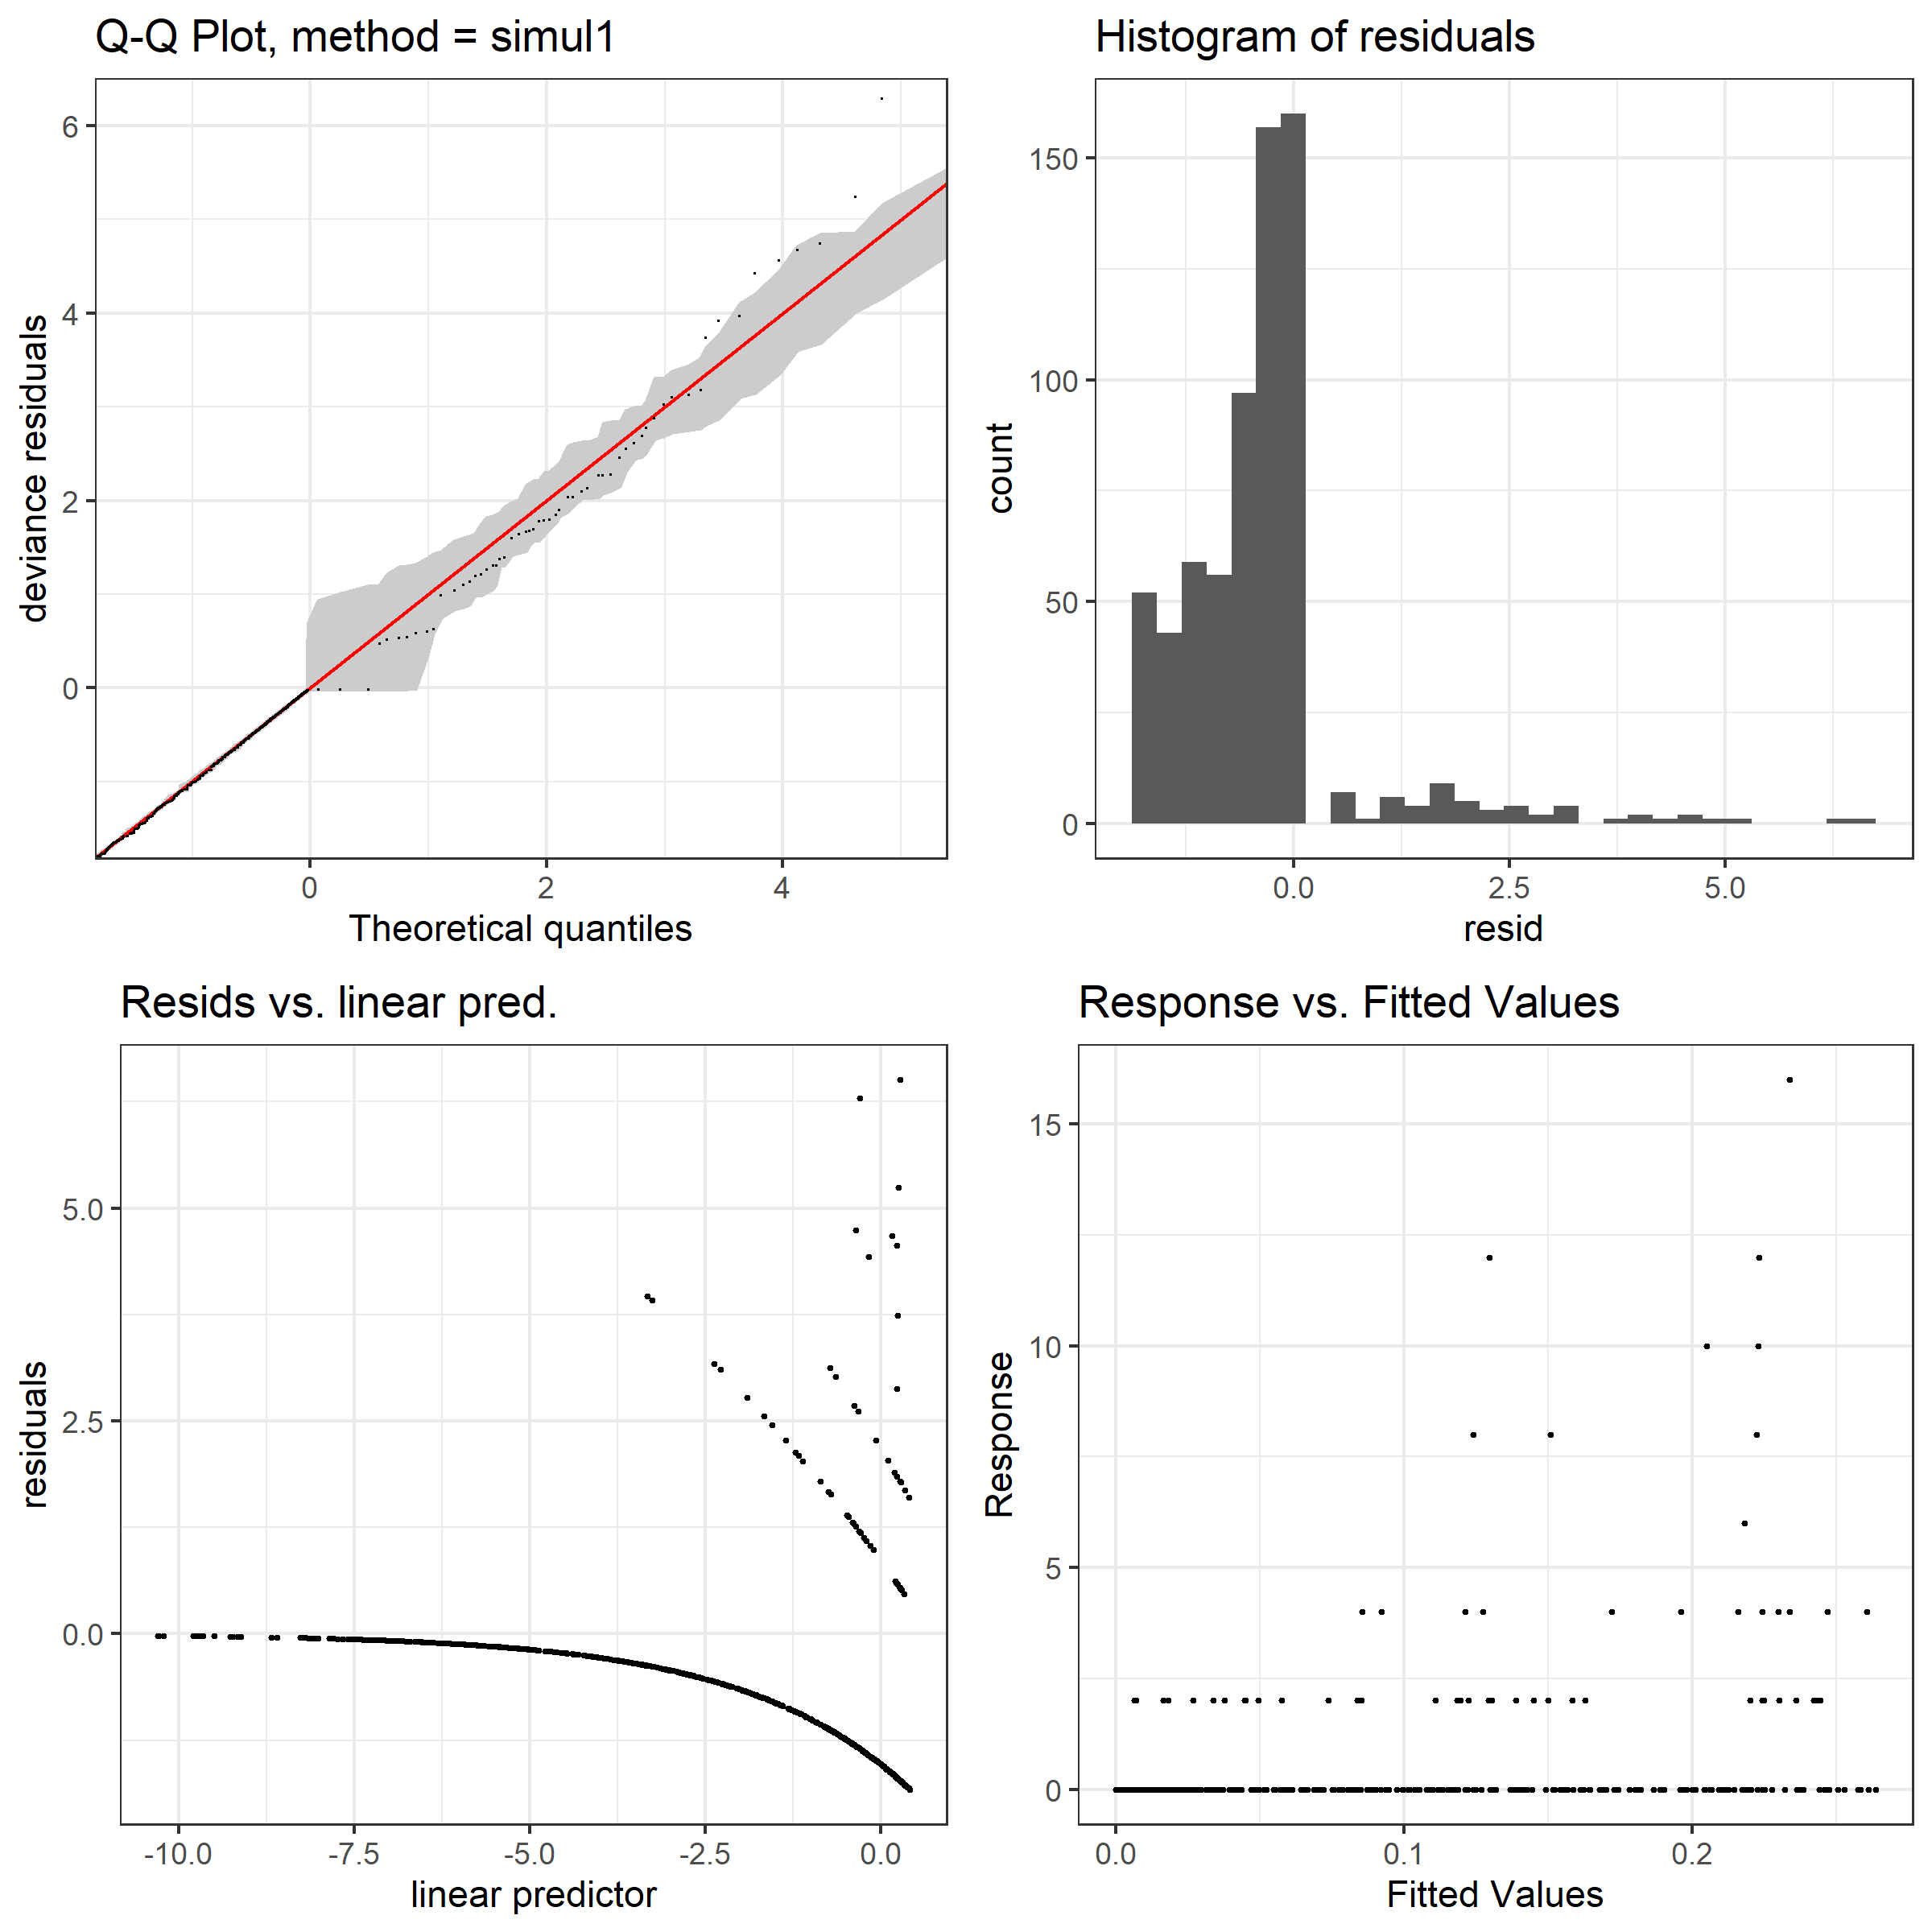 Q-Q Plot, method = simul1
6
4
2
0
deviance residuals
0
2
4
Theoretical quantiles
Histogram of residuals
150
100
50
0
count
0.0
2.5
5.0
resid
Resids vs. linear pred.
5.0
2.5
0.0
residuals
-10.0
-7.5
-5.0
-2.5
0.0
linear predictor
Response vs. Fitted Values
15
10
5
0
Response
0.0
0.1
0.2
Fitted Values